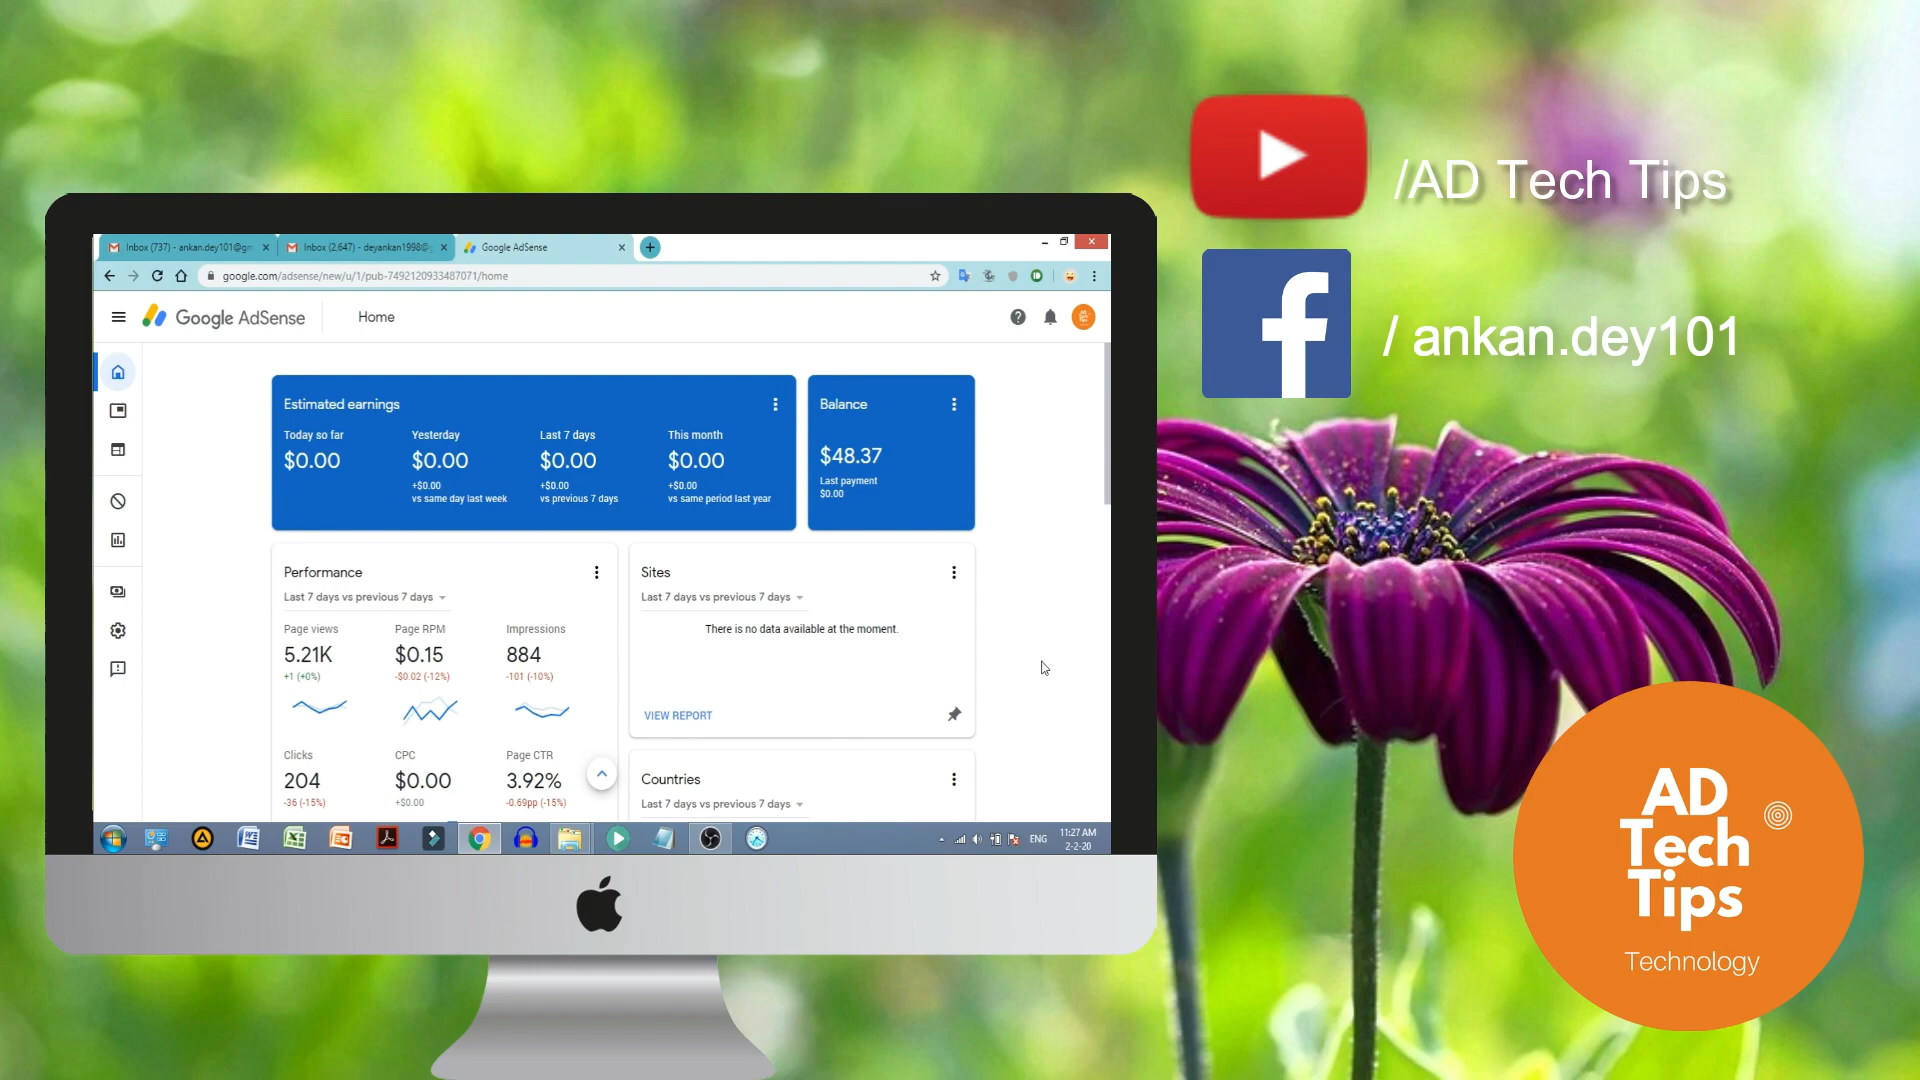 /AD Tech Tips
/ ankan.dey101
Inbox (737) - ankan.dey101@gm
Inbox (2,647) - deyankan1998@g
Google AdSense
google.com/adsense/new/u/1/pub-7492120933487071/home
Google AdSense
Home
Estimated earnings
Today so far
$0.00
Yesterday
$0.00
+$0.00
vs same day last week
Last 7 days
$0.00
+$0.00
vs previous 7 days
This month
$0.00
+$0.00
vs same period last year
Balance
$48.37
Last payment
$0.00
Performance
Last 7 days vs previous 7 days
Page views
5.21K
+1 (+0%)
Page RPM
$0.15
-$0.02 (-12%)
Impressions
884
-101 (-10%)
Clicks
204
-36 (-15%)
CPC
$0.00
+$0.00
Page CTR
3.92%
-0.69pp (-15%)
Sites
Last 7 days vs previous 7 days
There is no data available at the moment.
VIEW REPORT
Countries
Last 7 days vs previous 7 days
ENG
11:27 AM
2-2-20
AD
Tech
Tips
Technology